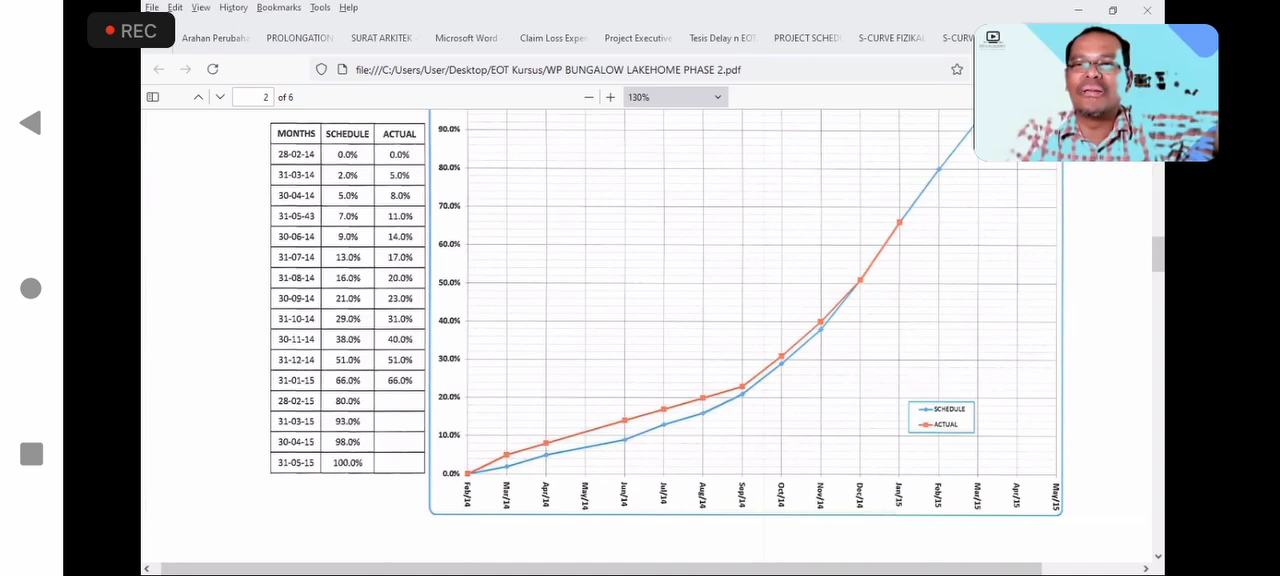 File Edit View History Bookmarks Tools Help
REC
Arahan Perubaha PROLONGATION SURAT ARKITEK Microsoft Word - Claim Loss Exper Project Executive Tesis Delay n EOT PROJECT SCHED S-CURVE FIZIKAL S-CURV
file:///C:/Users/User/Desktop/EOT Kursus/WP BUNGALOW LAKEHOME PHASE 2.pdf
2 of 6 130%
MONTHS SCHEDULE ACTUAL
28-02-14 0.0% 0.0%
31-03-14 2.0% 5.0%
30-04-14 5.0% 8.0%
31-05-43 7.0% 11.0%
30-06-14 9.0% 14.0%
31-07-14 13.0% 17.0%
31-08-14 16.0% 20.0%
30-09-14 21.0% 23.0%
31-10-14 29.0% 31.0%
30-11-14 38.0% 40.0%
31-12-14 51.0% 51.0%
31-01-15 66.0% 66.0%
28-02-15 80.0%
31-03-15 93.0%
30-04-15 98.0%
31-05-15 100.0%
90.0%
80.0%
70.0%
60.0%
50.0%
40.0%
30.0%
20.0%
10.0%
0.0%
SCHEDULE
ACTUAL
Feb/14 Mar/14 Apr/14 May/14 Jun/14 Jul/14 Aug/14 Sep/14 Oct/14 Nov/14 Dec/14 Jan/15 Feb/15 Mar/15 Apr/15 May/15